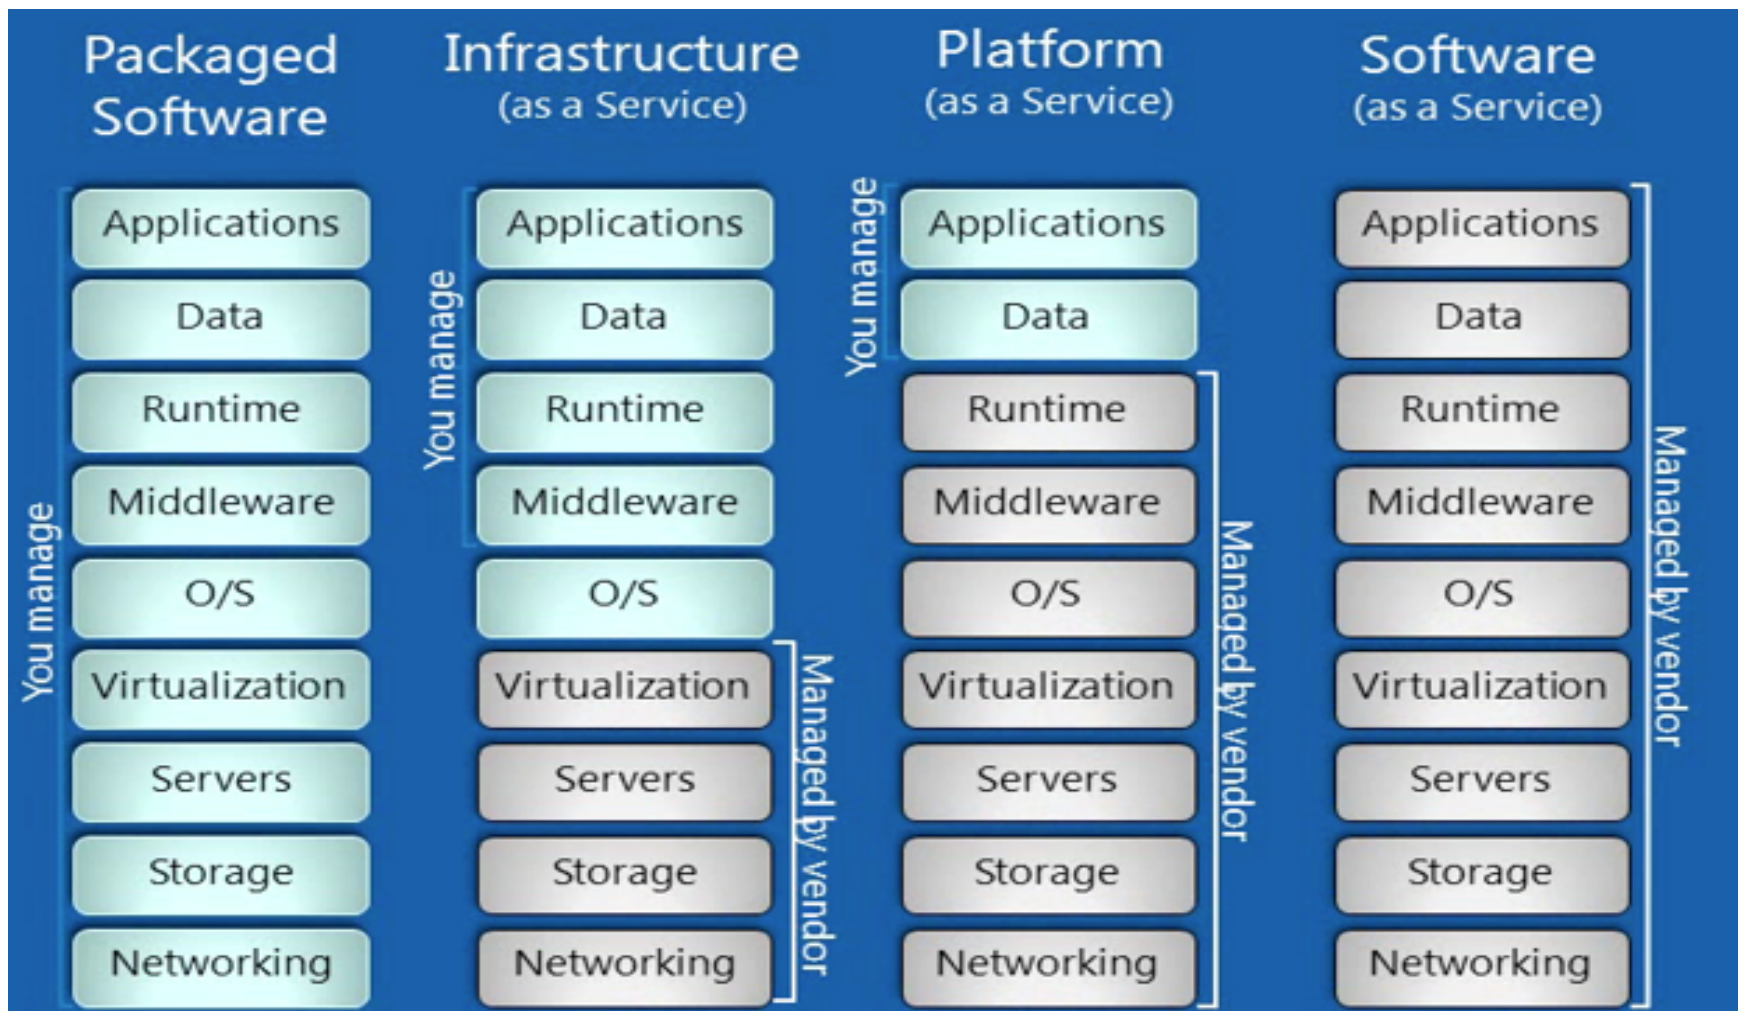 Packaged
Software
You manage
Applications
Data
Runtime
Middleware
O/S
Virtualization
Servers
Storage
Networking
Infrastructure
(as a Service)
You manage
Applications
Data
Runtime
Middleware
O/S
Virtualization
Servers
Storage
Networking
Managed by vendor
Platform
(as a Service)
You manage
Applications
Data
Runtime
Middleware
O/S
Virtualization
Servers
Storage
Networking
Managed by vendor
Software
(as a Service)
Applications
Data
Runtime
Middleware
O/S
Virtualization
Servers
Storage
Networking
Managed by vendor